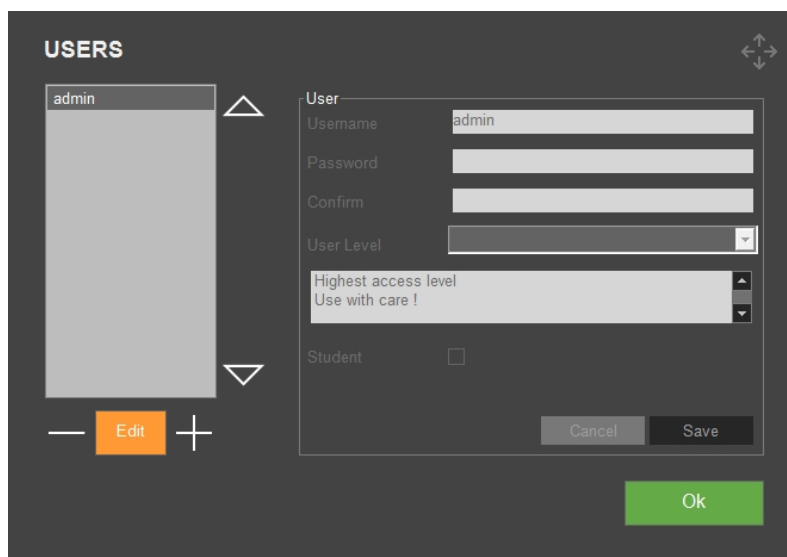 USERS
admin
User
Username
admin
Password
Confirm
User Level
Highest access level
Use with care !
Student
Edit
Cancel
Save
Ok